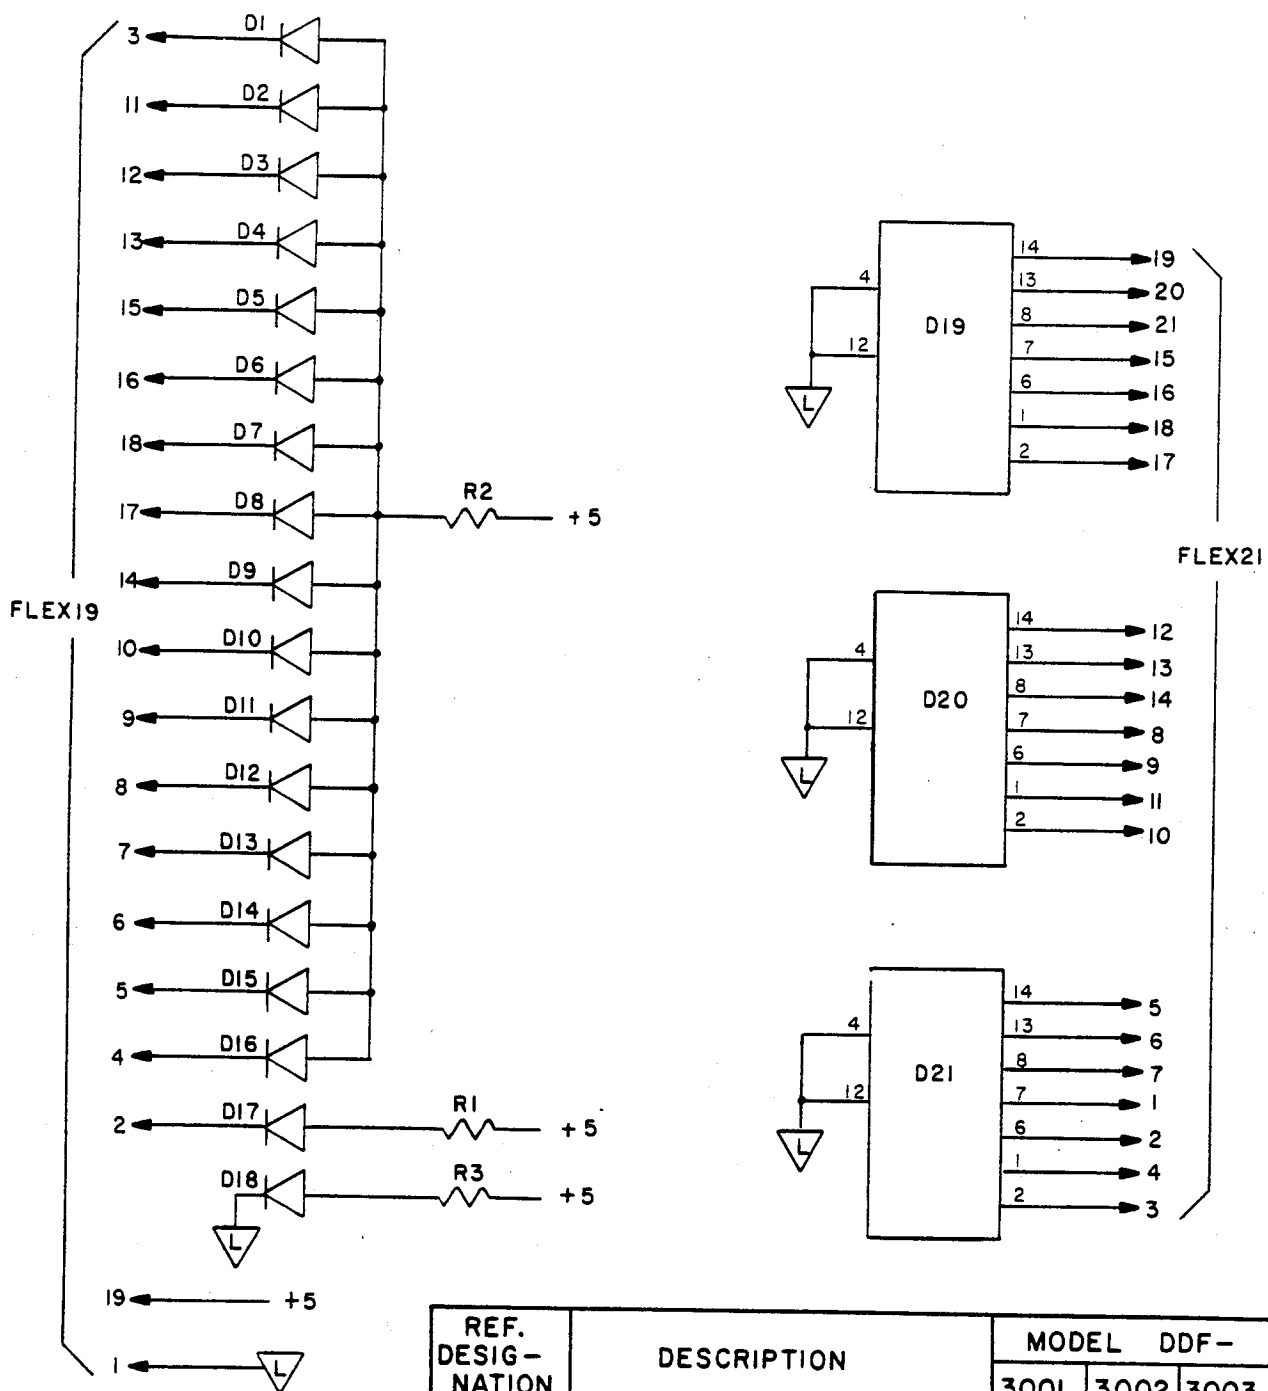 3 D1
11 D2
12 D3
13 D4
15 D5
16 D6
18 D7
17 D8 R2 +5
14 D9
FLEX19
10 D10
9 D11
8 D12
7 D13
6 D14
5 D15
4 D16
2 D17 R1 +5
D18 R3 +5
L
19 +5
1 L
4 14 19
13 20
8 21
12 D19 7 15
6 16
L 1 18
2 17
FLEX21
4 14 12
13 13
8 14
12 D20 7 8
6 9
L 1 11
2 10
4 14 5
13 6
8 7
12 D21 7 1
6 2
L 1 4
2 3
REF. DESIG-NATION
DESCRIPTION
MODEL DDF-
3001 3002 3003